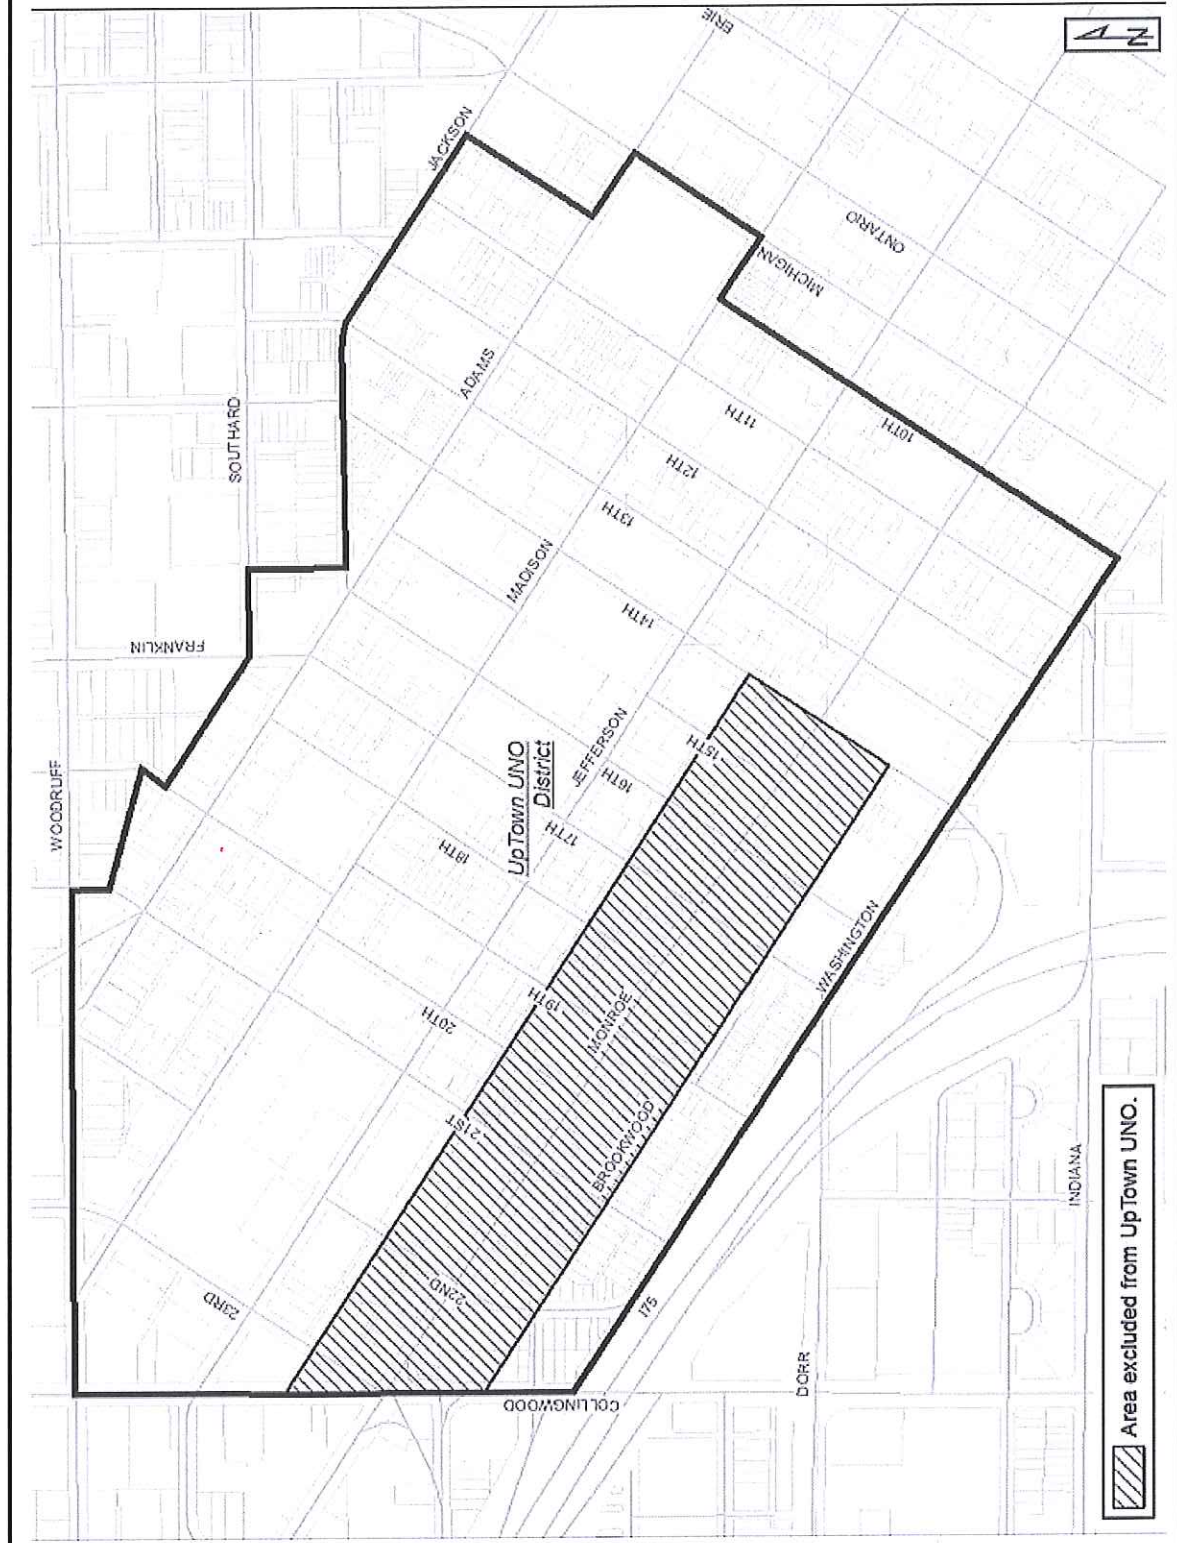 WOODRUFF
SOUTHARD
FRANKLIN
JACKSON
ERIE
ADAMS
MICHIGAN
ONTARIO
MADISON
11TH
10TH
12TH
13TH
14TH
UpTown UNO
District
JEFFERSON
15TH
16TH
17TH
18TH
19TH
20TH
21ST
22ND
23RD
MONROE
BROOKWOOD
WASHINGTON
COLLINGWOOD
I75
DORR
INDIANA
N
Area excluded from UpTown UNO.